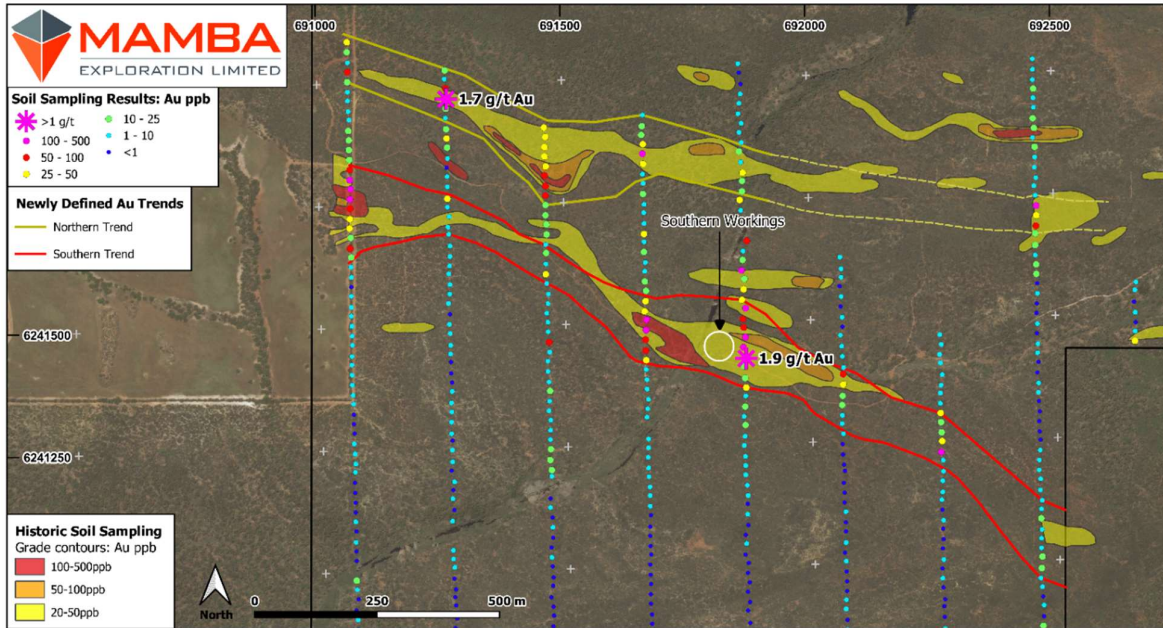 691000
691500
692000
692500
MAMBA
EXPLORATION LIMITED
Soil Sampling Results: Au ppb
>1 g/t
100 - 500
50 - 100
25 - 50
10 - 25
1 - 10
<1
Newly Defined Au Trends
Northern Trend
Southern Trend
1.7 g/t Au
Southern Workings
1.9 g/t Au
6241500
6241250
Historic Soil Sampling
Grade contours: Au ppb
100-500ppb
50-100ppb
20-50ppb
North
0
250
500 m